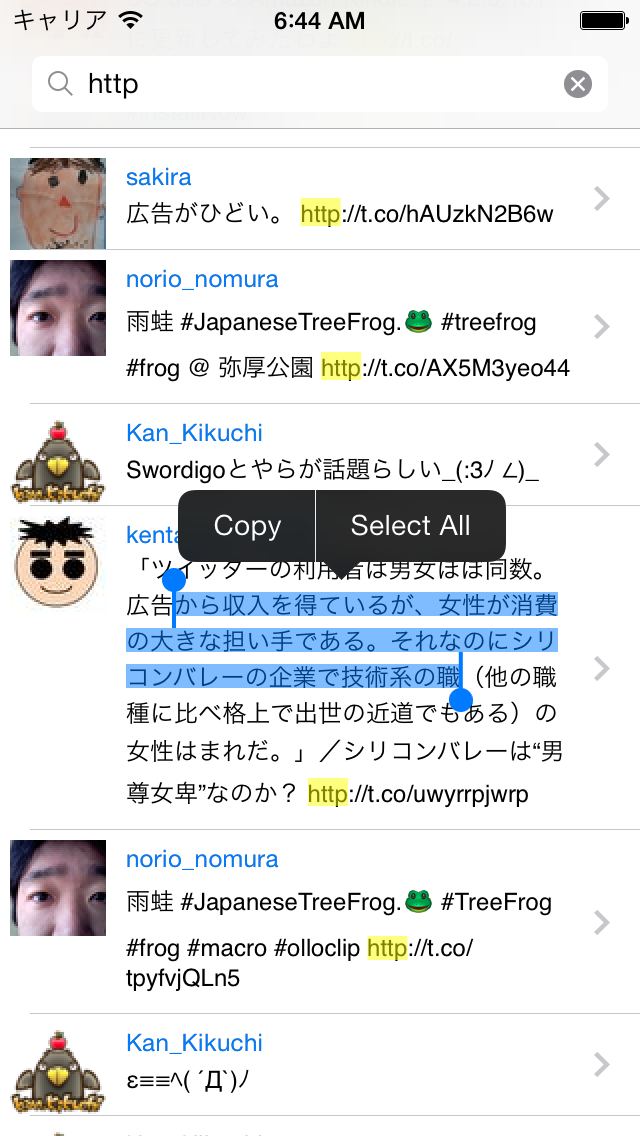 キャリア 6:44 AM
http
sakira
広告がひどい。 http://t.co/hAUzkN2B6w
norio_nomura
雨蛙 #JapaneseTreeFrog.🐸 #treefrog
#frog @ 弥厚公園 http://t.co/AX5M3yeo44
Kan_Kikuchi
Swordigoとやらが話題らしい_(:3ﾉ ∠)_
Copy Select All
「ツイッターの利用者は男女ほぼ同数。
広告から収入を得ているが、女性が消費
の大きな担い手である。それなのにシリ
コンバレーの企業で技術系の職（他の職
種に比べ格上で出世の近道でもある）の
女性はまれだ。」／シリコンバレーは“男
尊女卑”なのか？ http://t.co/uwyrrpjwrp
norio_nomura
雨蛙 #JapaneseTreeFrog.🐸 #TreeFrog
#frog #macro #olloclip http://t.co/
tpyfvjQLn5
Kan_Kikuchi
ε≡≡ﾍ( ´Д`)ﾉ